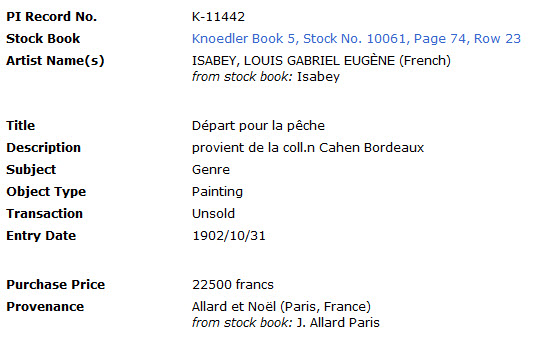 PI Record No. K-11442
Stock Book Knoedler Book 5, Stock No. 10061, Page 74, Row 23
Artist Name(s) ISABEY, LOUIS GABRIEL EUGÈNE (French)
from stock book: Isabey
Title Départ pour la pêche
Description provient de la coll.n Cahen Bordeaux
Subject Genre
Object Type Painting
Transaction Unsold
Entry Date 1902/10/31
Purchase Price 22500 francs
Provenance Allard et Noël (Paris, France)
from stock book: J. Allard Paris